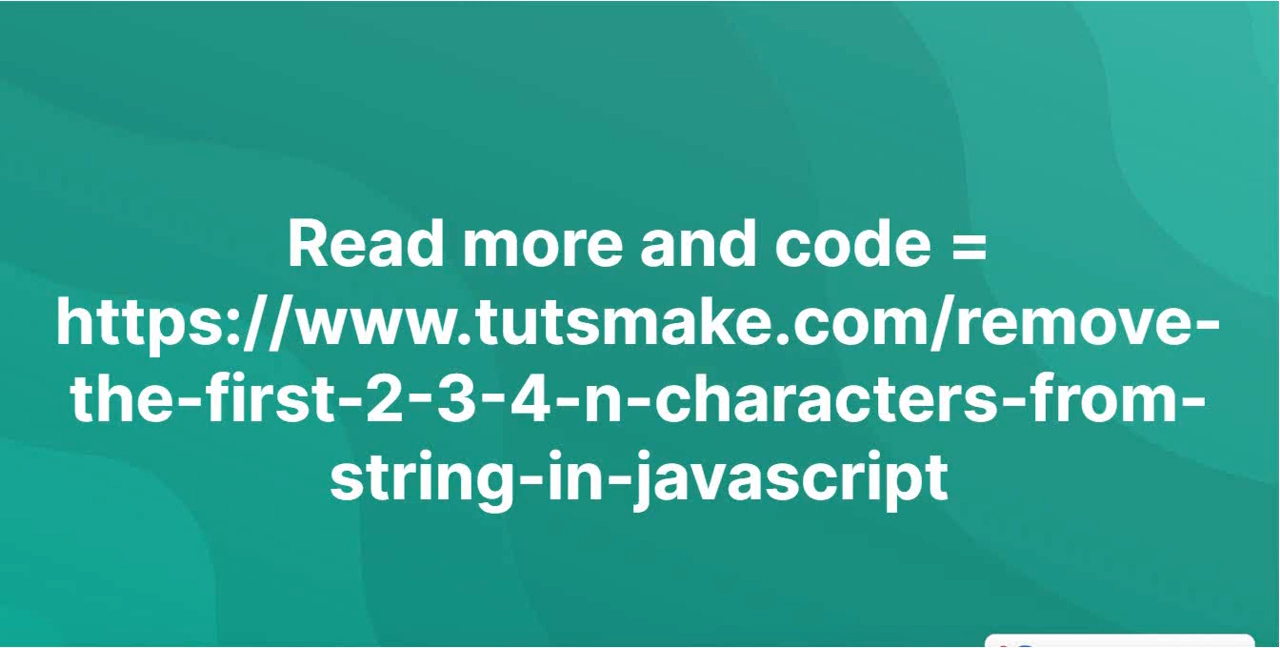 Read more and code =
https://www.tutsmake.com/remove-
the-first-2-3-4-n-characters-from-
string-in-javascript